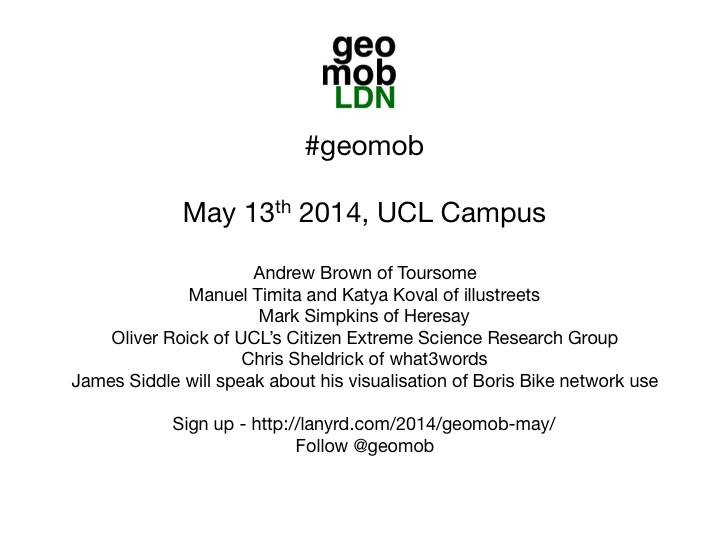 geo
mob
LDN
#geomob
May 13th 2014, UCL Campus
Andrew Brown of Toursome
Manuel Timita and Katya Koval of illustreets
Mark Simpkins of Heresay
Oliver Roick of UCL’s Citizen Extreme Science Research Group
Chris Sheldrick of what3words
James Siddle will speak about his visualisation of Boris Bike network use
Sign up - http://lanyrd.com/2014/geomob-may/
Follow @geomob